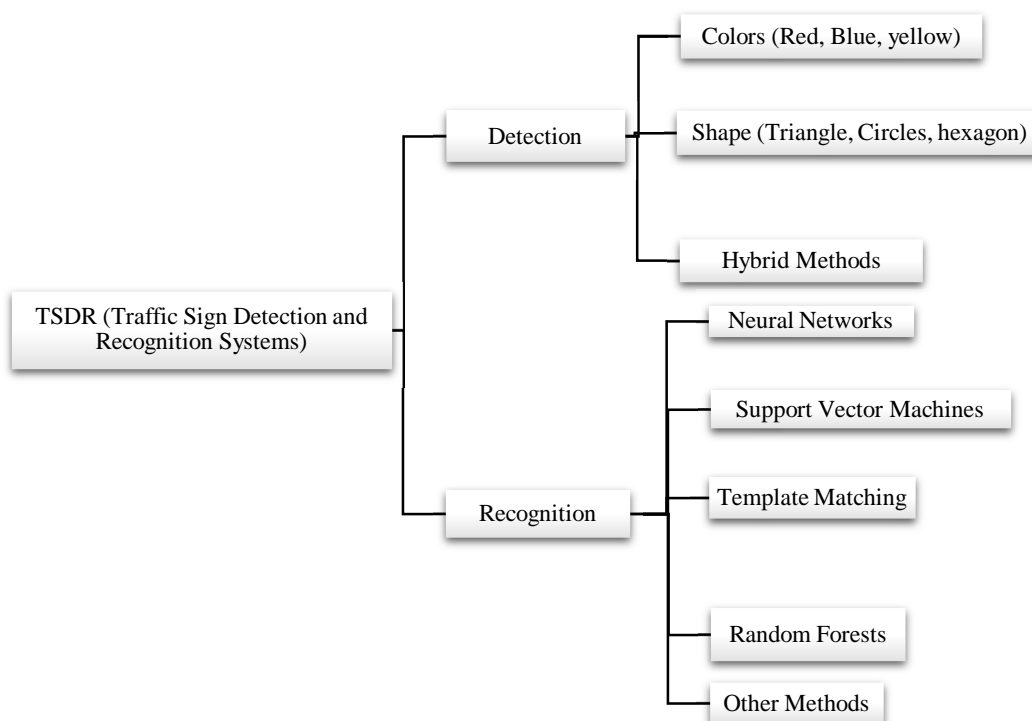 TSDR (Traffic Sign Detection and
Recognition Systems)
Detection
Colors (Red, Blue, yellow)
Shape (Triangle, Circles, hexagon)
Hybrid Methods
Recognition
Neural Networks
Support Vector Machines
Template Matching
Random Forests
Other Methods